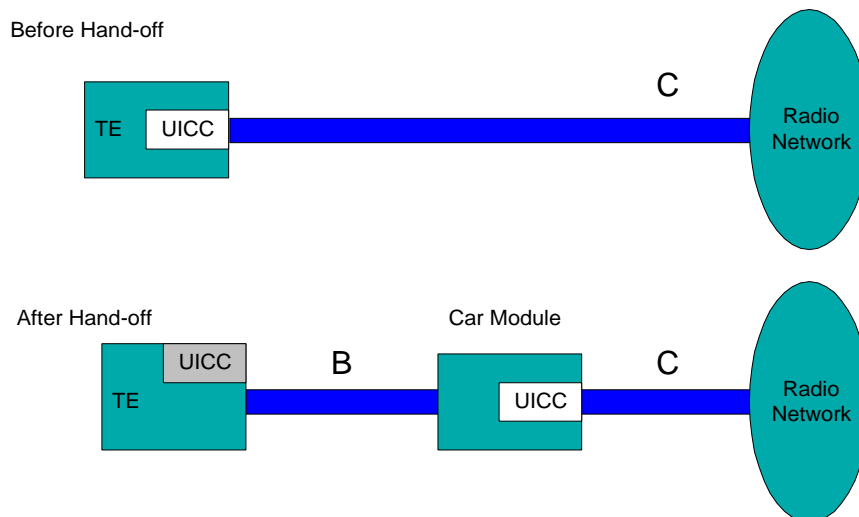 Before Hand-off
C
TE
UICC
Radio
Network
After Hand-off
Car Module
UICC
B
C
TE
UICC
Radio
Network